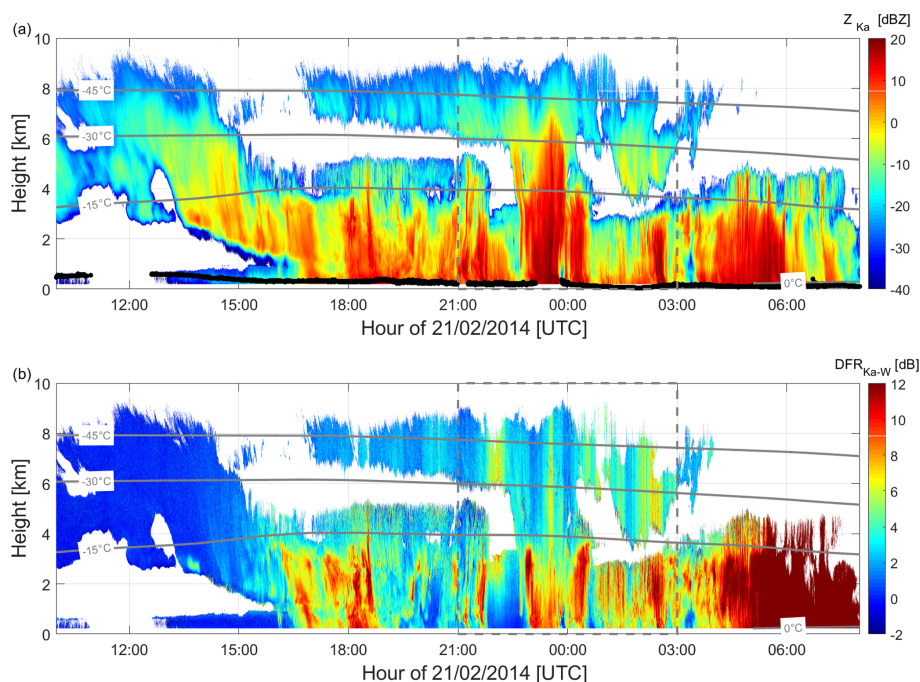 (a)
Z Ka [dBZ]
10
8
6
4
2
0
Height [km]
-45°C
-30°C
-15°C
0°C
12:00 15:00 18:00 21:00 00:00 03:00 06:00
Hour of 21/02/2014 [UTC]
20
10
0
-10
-20
-30
-40
(b)
DFR Ka-W [dB]
10
8
6
4
2
0
Height [km]
-45°C
-30°C
-15°C
0°C
12:00 15:00 18:00 21:00 00:00 03:00 06:00
Hour of 21/02/2014 [UTC]
12
10
8
6
4
2
0
-2